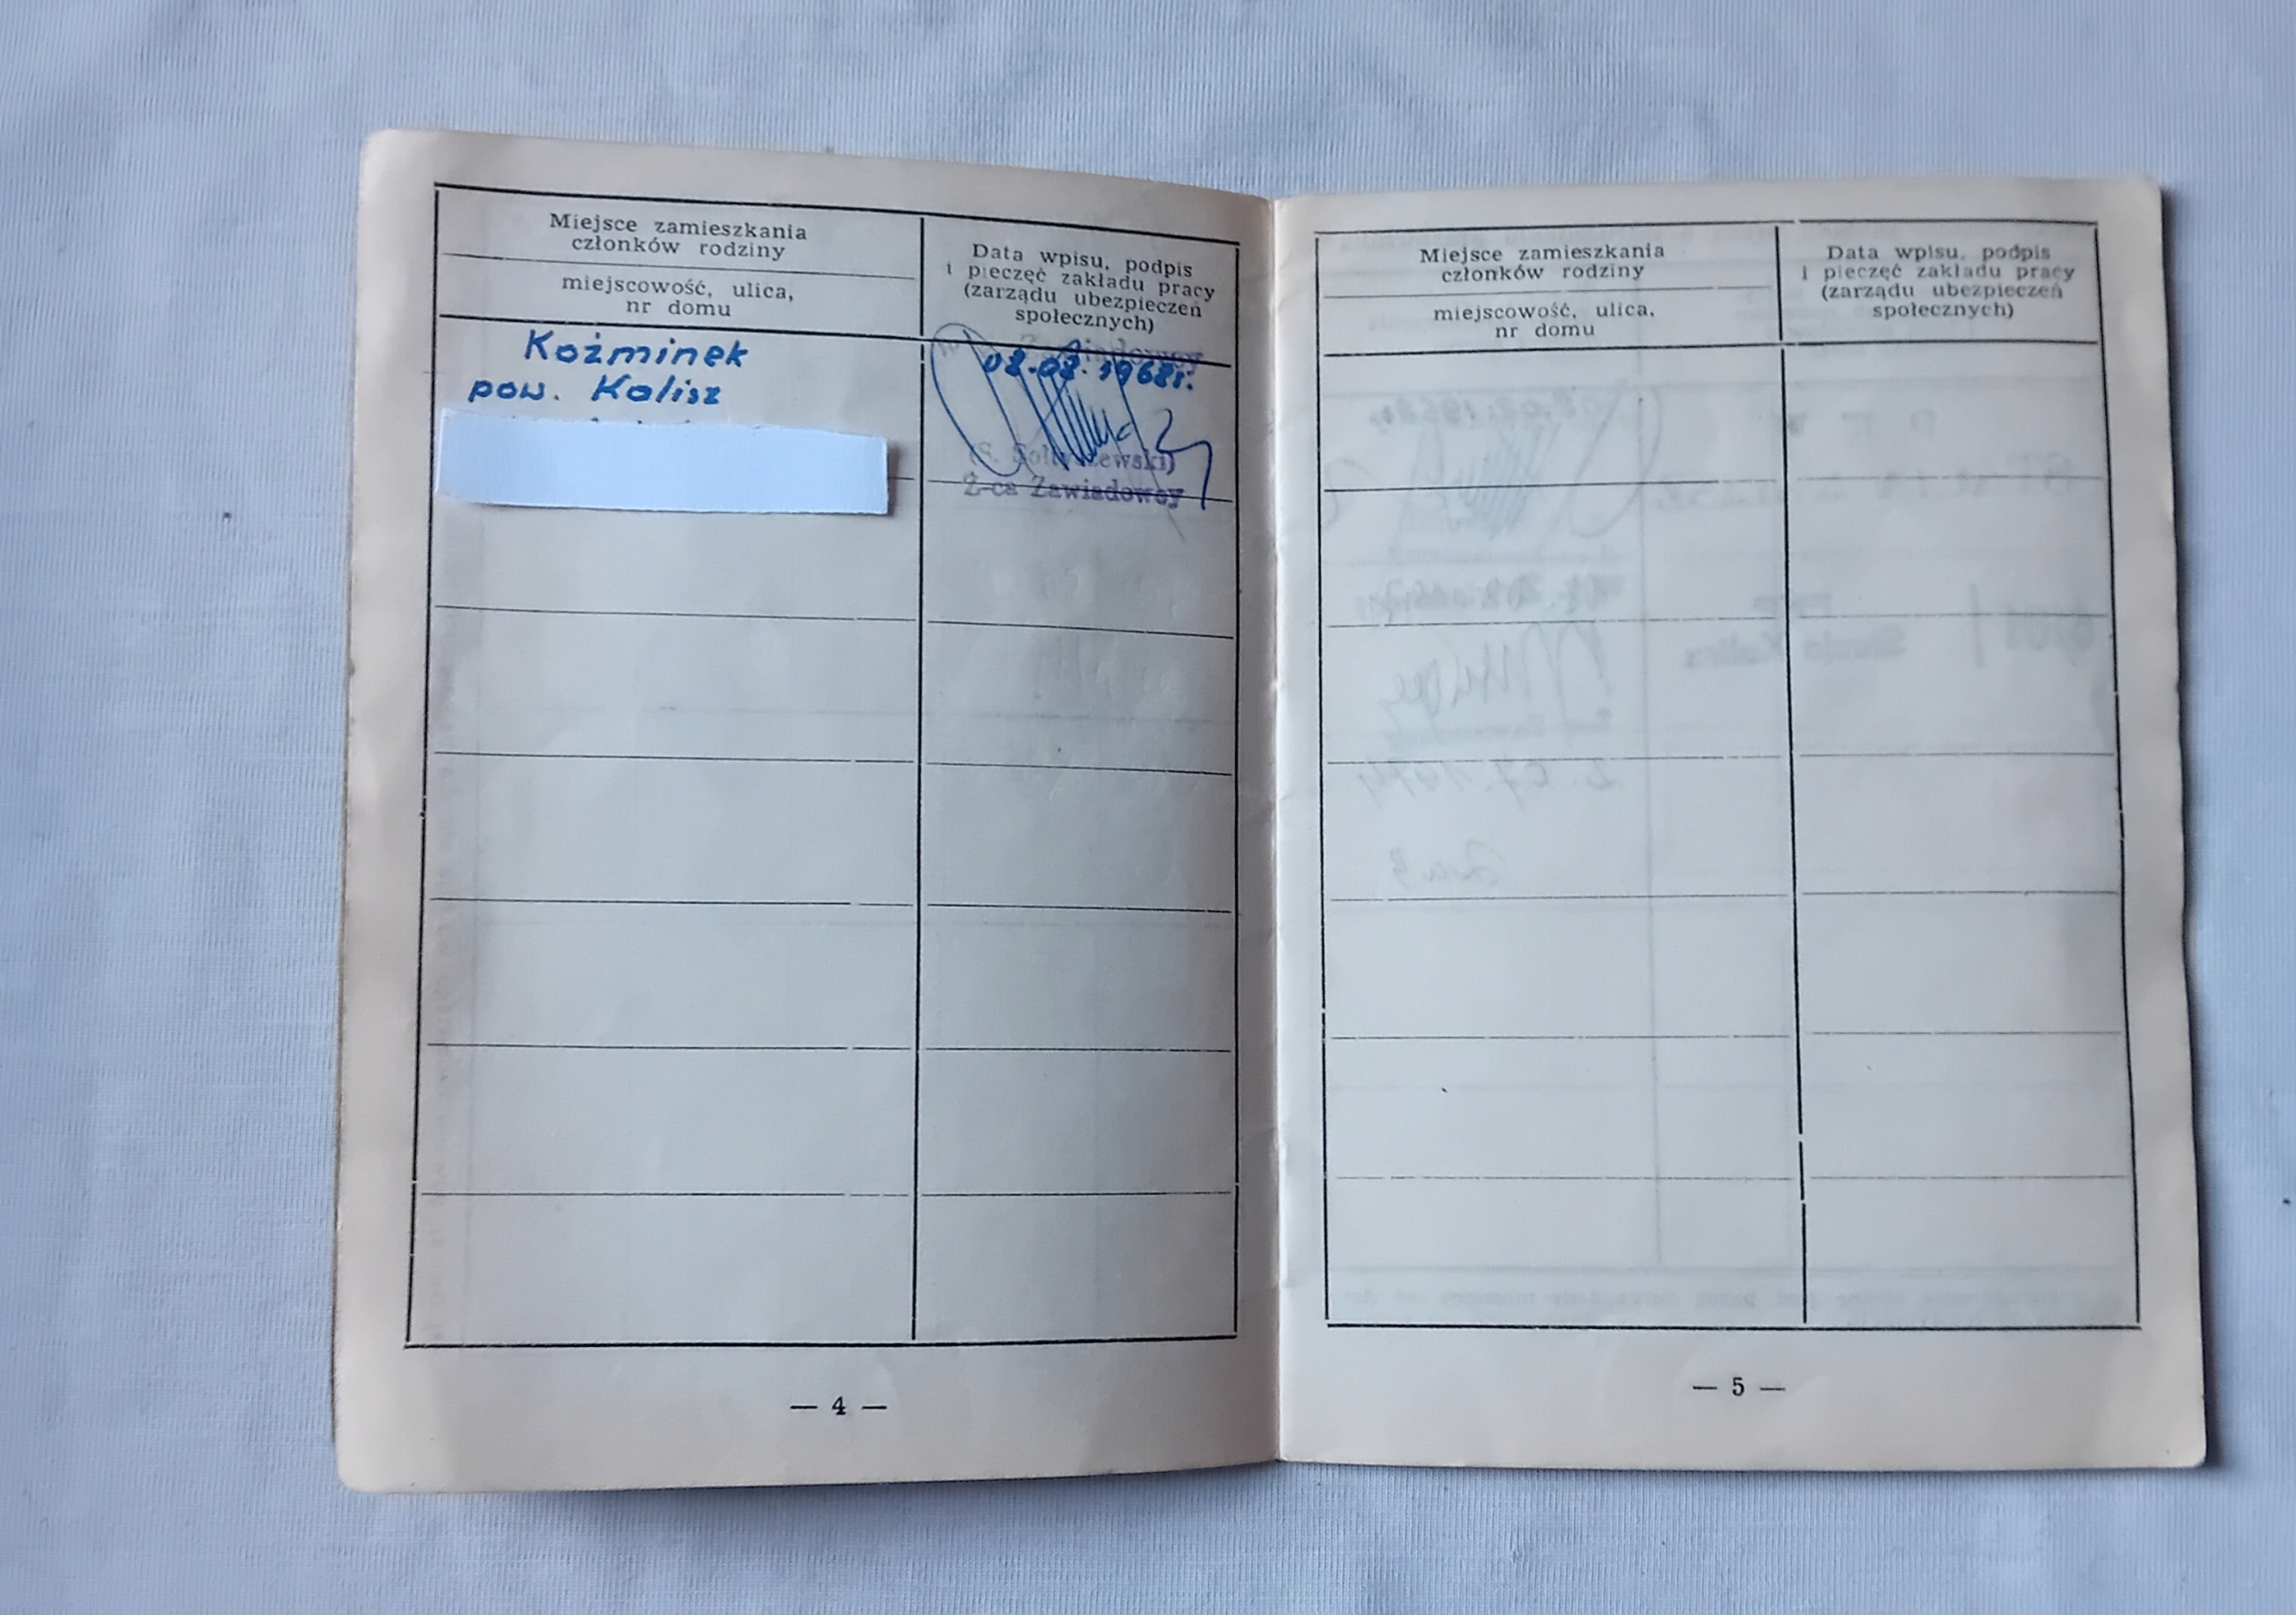 Miejsce zamieszkania
członków rodziny
miejscowość, ulica,
nr domu
Data wpisu, podpis
i pieczęć zakładu pracy
(zarządu ubezpieczeń
społecznych)
Koźminek
pow. Kalisz
08.08.1968r.
(S. Sołtyszewski)
Z-ca Zawiadowcy
— 4 —
Miejsce zamieszkania
członków rodziny
miejscowość, ulica,
nr domu
Data wpisu, podpis
i pieczęć zakładu pracy
(zarządu ubezpieczeń
społecznych)
— 5 —